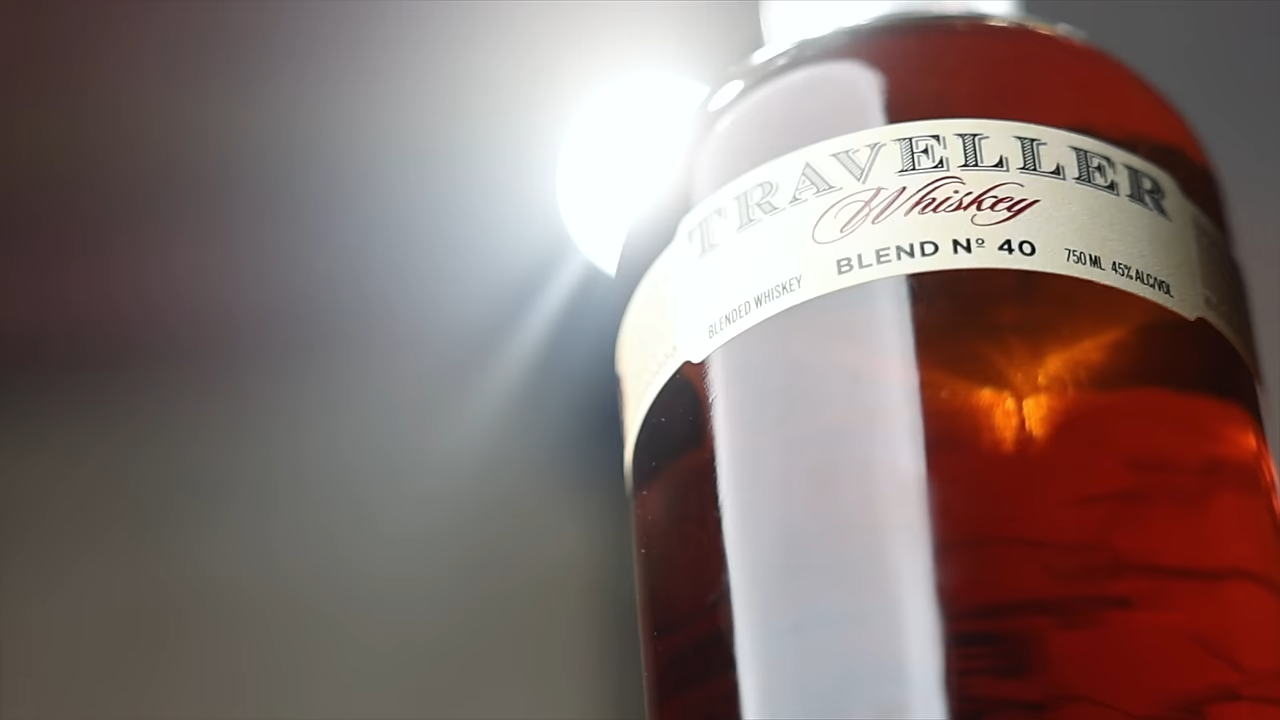 TRAVELLER
Whiskey
BLEND Nº 40
BLENDED WHISKEY
750 ML 45% ALC/VOL